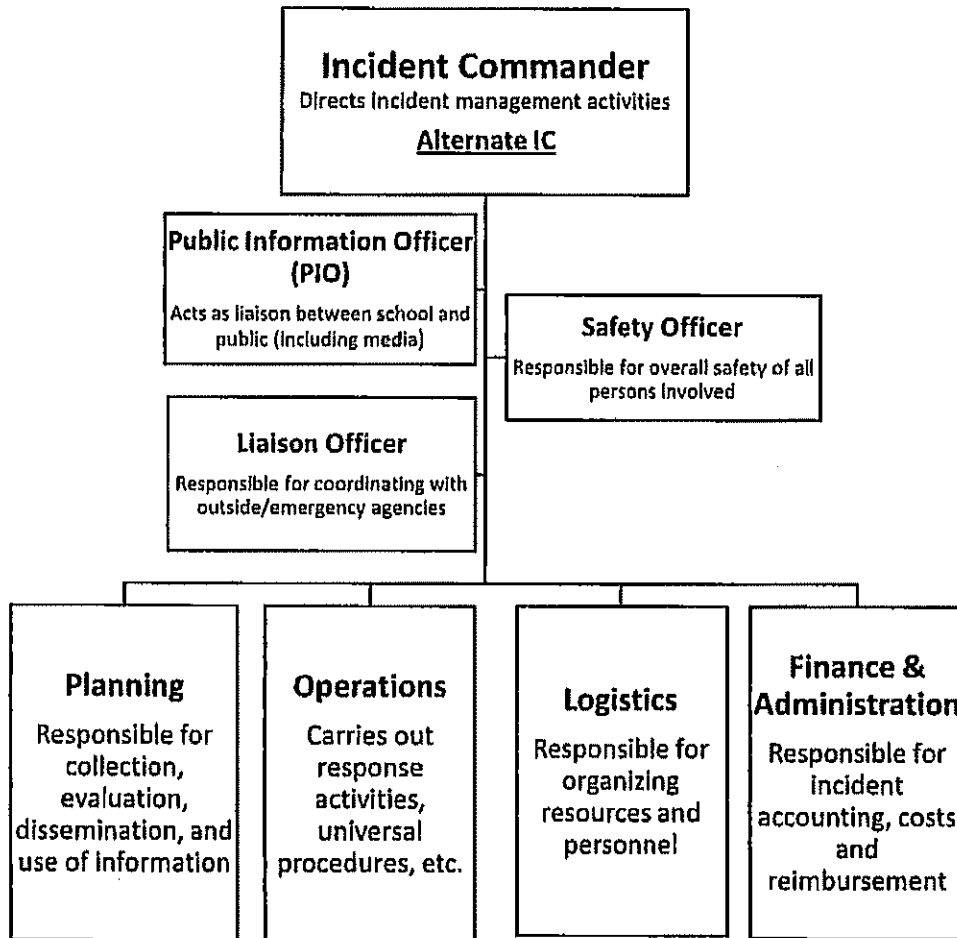 Incident Commander
Directs incident management activities
Alternate IC
Public Information Officer
(PIO)
Acts as liaison between school and
public (including media)
Safety Officer
Responsible for overall safety of all
persons involved
Liaison Officer
Responsible for coordinating with
outside/emergency agencies
Planning
Responsible for
collection,
evaluation,
dissemination, and
use of information
Operations
Carries out
response
activities,
universal
procedures, etc.
Logistics
Responsible for
organizing
resources and
personnel
Finance &
Administration
Responsible for
incident
accounting, costs
and
reimbursement